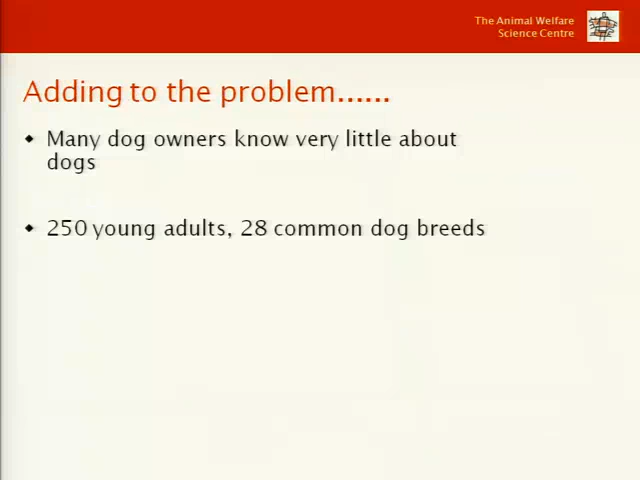 The Animal Welfare
Science Centre
Adding to the problem......
Many dog owners know very little about
dogs
250 young adults, 28 common dog breeds